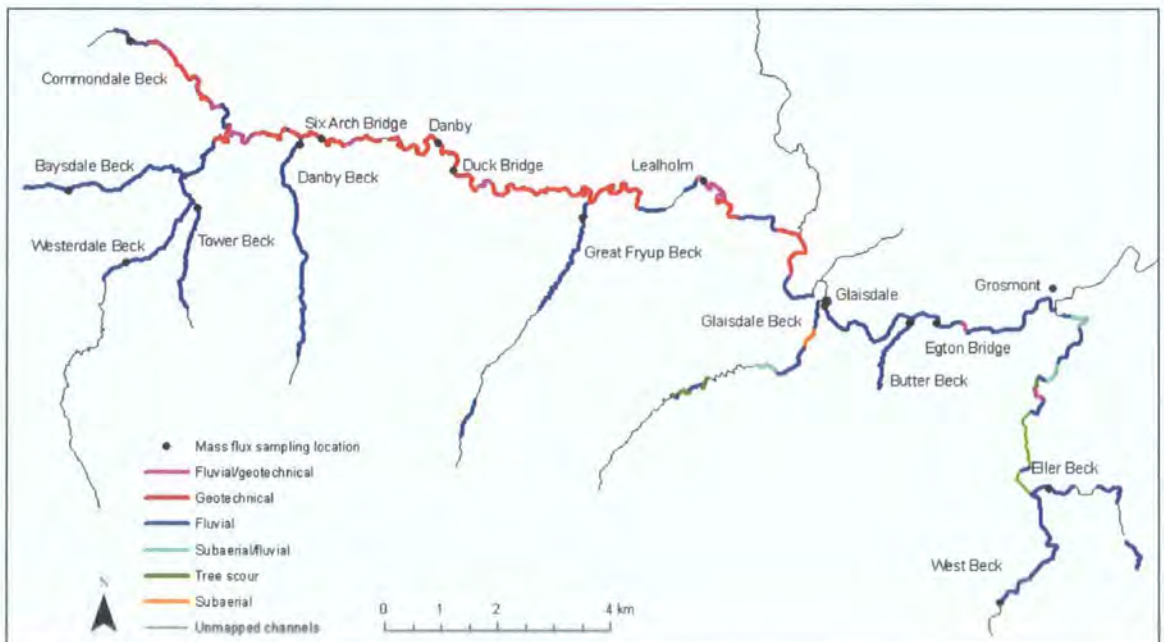 Commondale Beck
Six Arch Bridge
Danby
Baysdale Beck
Danby Beck
Duck Bridge
Lealholm
Westerdale Beck
Tower Beck
Great Fryup Beck
Grosmont
Glaisdale
Glaisdale Beck
Egton Bridge
Butter Beck
Eller Beck
West Beck
Mass flux sampling location
Fluvial/geotechnical
Geotechnical
Fluvial
Subaerial/fluvial
Tree scour
Subaerial
Unmapped channels
N
0 1 2 4 km